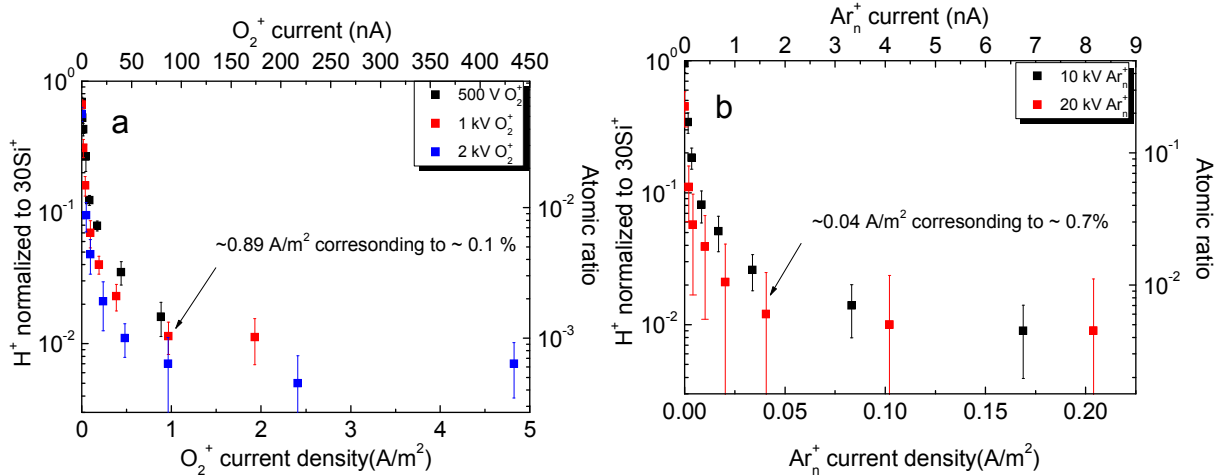 O2+ current (nA)
0 50 100 150 200 250 300 350 400 450
10^0
10^-1
10^-2
H+ normalized to 30Si+
a
500 V O2+
1 kV O2+
2 kV O2+
~0.89 A/m2 corresonding to ~ 0.1 %
10^-2
10^-3
Atomic ratio
0 1 2 3 4 5
O2+ current density(A/m2)
Arn+ current (nA)
0 1 2 3 4 5 6 7 8 9
10^0
10^-1
10^-2
H+ normalized to 30Si+
b
10 kV Arn+
20 kV Arn+
~0.04 A/m2 corresponding to ~ 0.7%
10^-1
10^-2
Atomic ratio
0.00 0.05 0.10 0.15 0.20
Arn+ current density(A/m2)